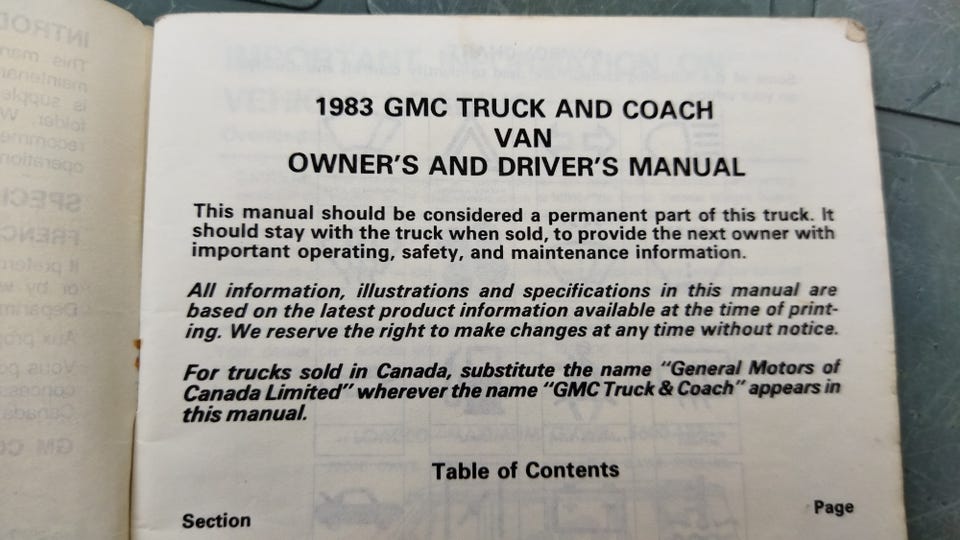 1983 GMC TRUCK AND COACH
VAN
OWNER'S AND DRIVER'S MANUAL
This manual should be considered a permanent part of this truck. It
should stay with the truck when sold, to provide the next owner with
important operating, safety, and maintenance information.
All information, illustrations and specifications in this manual are
based on the latest product information available at the time of print-
ing. We reserve the right to make changes at any time without notice.
For trucks sold in Canada, substitute the name "General Motors of
Canada Limited" wherever the name "GMC Truck & Coach" appears in
this manual.
Table of Contents
Section Page